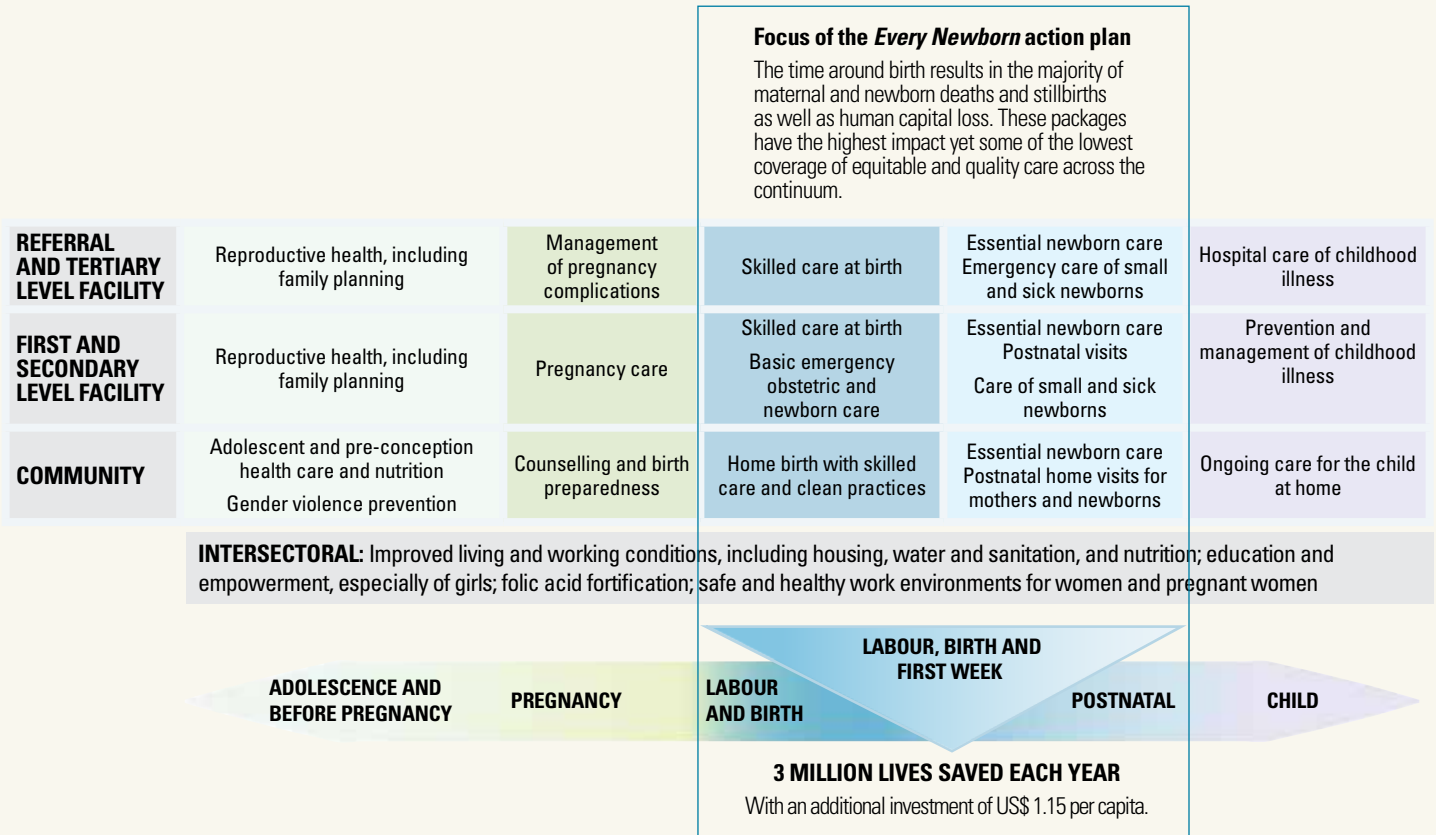 Focus of the Every Newborn action plan
The time around birth results in the majority of
maternal and newborn deaths and stillbirths
as well as human capital loss. These packages
have the highest impact yet some of the lowest
coverage of equitable and quality care across the
continuum.
REFERRAL
AND TERTIARY
LEVEL FACILITY
Reproductive health, including
family planning
Management
of pregnancy
complications
Skilled care at birth
Essential newborn care
Emergency care of small
and sick newborns
Hospital care of childhood
illness
FIRST AND
SECONDARY
LEVEL FACILITY
Reproductive health, including
family planning
Pregnancy care
Skilled care at birth
Basic emergency
obstetric and
newborn care
Essential newborn care
Postnatal visits
Care of small and sick
newborns
Prevention and
management of childhood
illness
COMMUNITY
Adolescent and pre-conception
health care and nutrition
Gender violence prevention
Counselling and birth
preparedness
Home birth with skilled
care and clean practices
Essential newborn care
Postnatal home visits for
mothers and newborns
Ongoing care for the child
at home
INTERSECTORAL: Improved living and working conditions, including housing, water and sanitation, and nutrition; education and
empowerment, especially of girls; folic acid fortification; safe and healthy work environments for women and pregnant women
LABOUR, BIRTH AND
FIRST WEEK
ADOLESCENCE AND
BEFORE PREGNANCY
PREGNANCY
LABOUR
AND BIRTH
POSTNATAL
CHILD
3 MILLION LIVES SAVED EACH YEAR
With an additional investment of US$ 1.15 per capita.